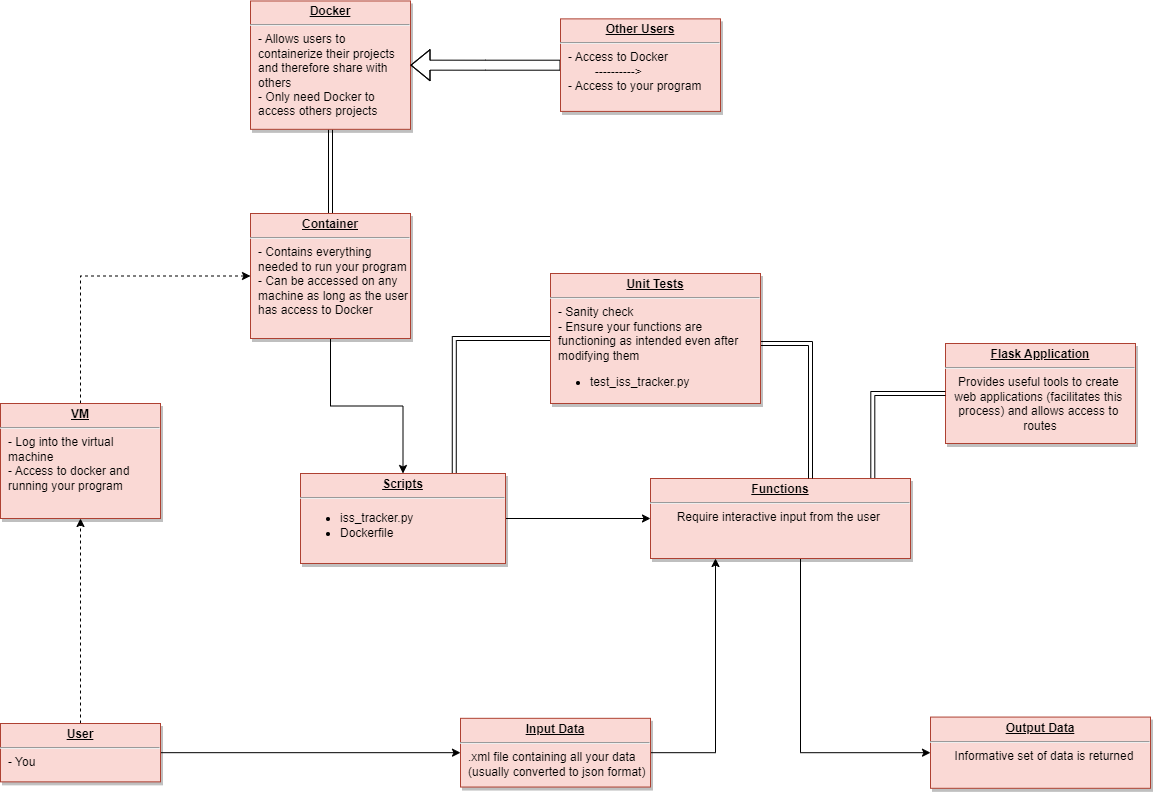 Docker
- Allows users to
containerize their projects
and therefore share with
others
- Only need Docker to
access others projects
Other Users
- Access to Docker
---------->
- Access to your program
Container
- Contains everything
needed to run your program
- Can be accessed on any
machine as long as the user
has access to Docker
Unit Tests
- Sanity check
- Ensure your functions are
functioning as intended even after
modifying them
• test_iss_tracker.py
Flask Application
Provides useful tools to create
web applications (facilitates this
process) and allows access to
routes
VM
- Log into the virtual
machine
- Access to docker and
running your program
Scripts
• iss_tracker.py
• Dockerfile
Functions
Require interactive input from the user
User
- You
Input Data
.xml file containing all your data
(usually converted to json format)
Output Data
Informative set of data is returned